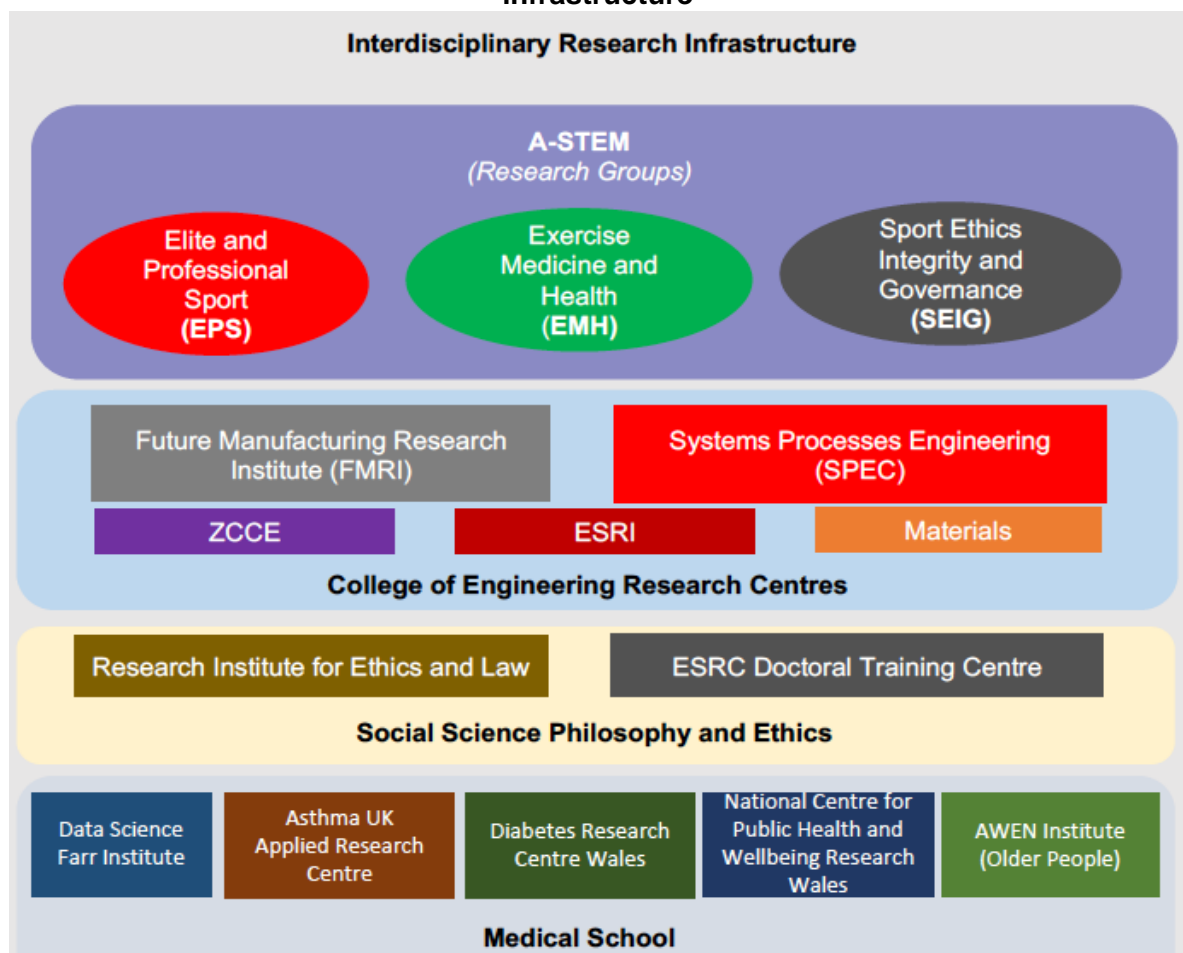 Infrastructure
Interdisciplinary Research Infrastructure
A-STEM
(Research Groups)
Elite and
Professional
Sport
(EPS)
Exercise
Medicine and
Health
(EMH)
Sport Ethics
Integrity and
Governance
(SEIG)
Future Manufacturing Research
Institute (FMRI)
Systems Processes Engineering
(SPEC)
ZCCE
ESRI
Materials
College of Engineering Research Centres
Research Institute for Ethics and Law
ESRC Doctoral Training Centre
Social Science Philosophy and Ethics
Data Science
Farr Institute
Asthma UK
Applied Research
Centre
Diabetes Research
Centre Wales
National Centre for
Public Health and
Wellbeing Research
Wales
AWEN Institute
(Older People)
Medical School